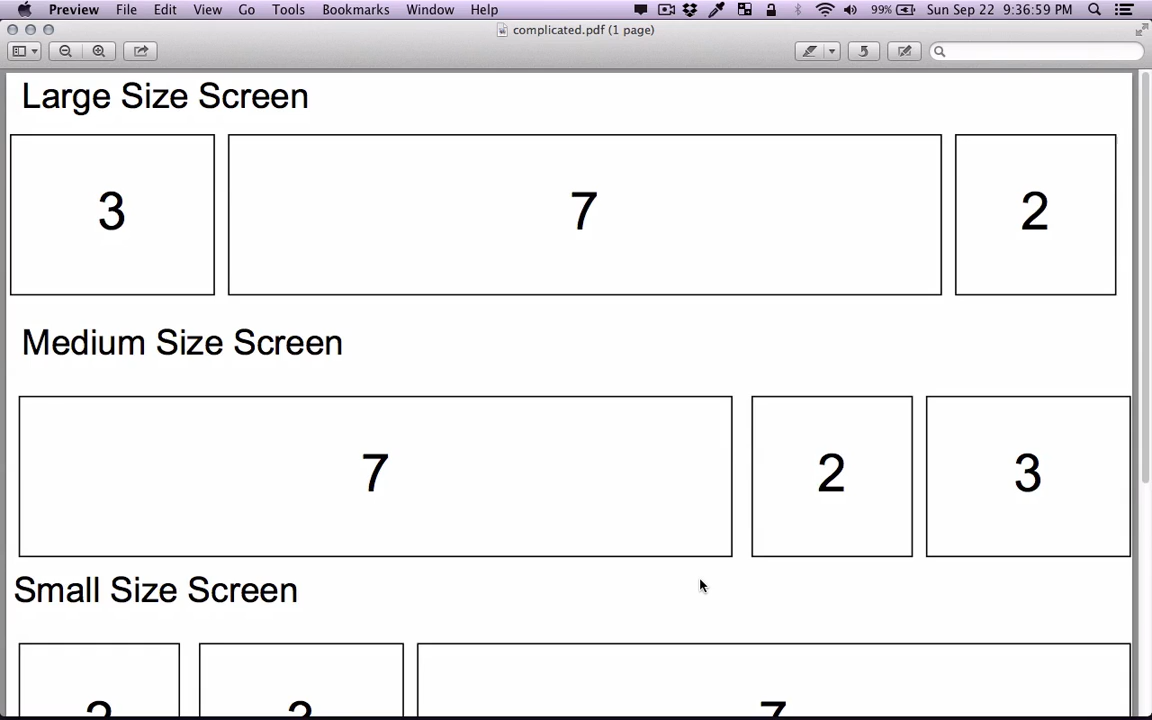 Preview File Edit View Go Tools Bookmarks Window Help 99% Sun Sep 22 9:36:59 PM
complicated.pdf (1 page)
Large Size Screen
3 7 2
Medium Size Screen
7 2 3
Small Size Screen